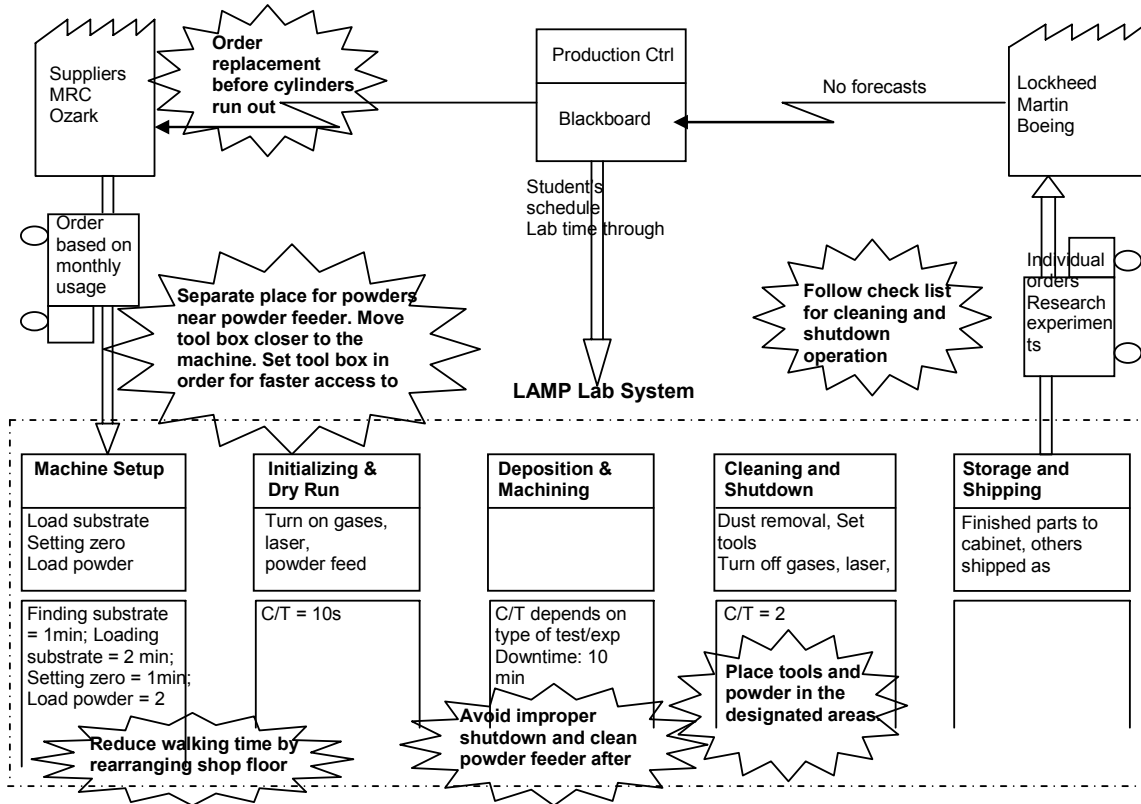 Suppliers
MRC
Ozark
Order
replacement
before cylinders
run out
Production Ctrl
Blackboard
No forecasts
Lockheed
Martin
Boeing
Student's
schedule
Lab time through
Order
based on
monthly
usage
Separate place for powders
near powder feeder. Move
tool box closer to the
machine. Set tool box in
order for faster access to
Follow check list
for cleaning and
shutdown
operation
Individual
orders
Research
experimen
ts
LAMP Lab System
Machine Setup
Load substrate
Setting zero
Load powder
Finding substrate
= 1min; Loading
substrate = 2 min;
Setting zero = 1min;
Load powder = 2
Reduce walking time by
rearranging shop floor
Initializing &
Dry Run
Turn on gases,
laser,
powder feed
C/T = 10s
Deposition &
Machining
C/T depends on
type of test/exp
Downtime: 10
min
Avoid improper
shutdown and clean
powder feeder after
Cleaning and
Shutdown
Dust removal, Set
tools
Turn off gases, laser,
C/T = 2
Place tools and
powder in the
designated areas
Storage and
Shipping
Finished parts to
cabinet, others
shipped as